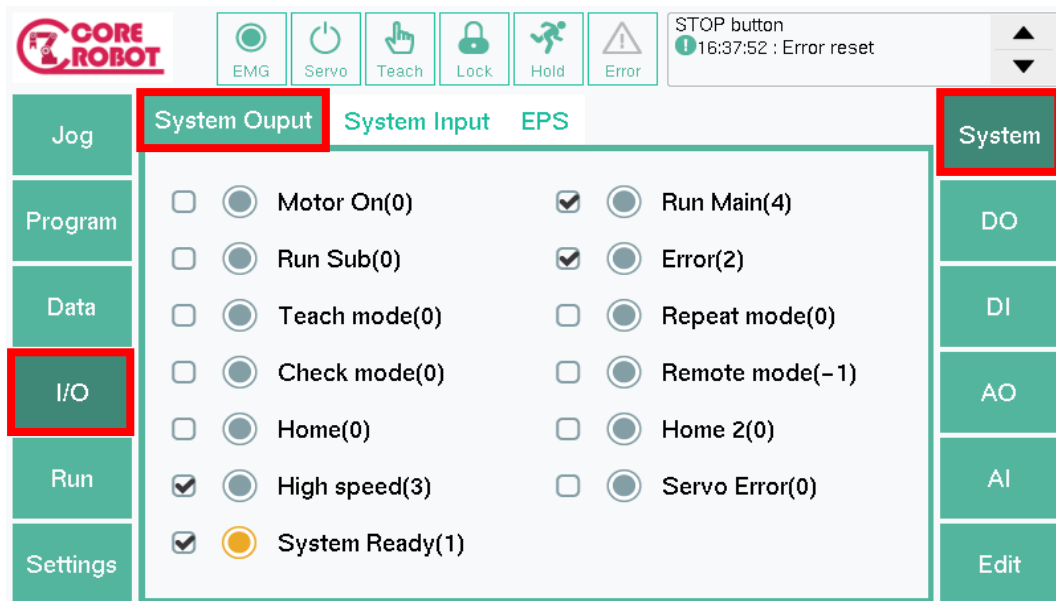 CORE
ROBOT
EMG
Servo
Teach
Lock
Hold
Error
STOP button
16:37:52 : Error reset
Jog
Program
Data
I/O
Run
Settings
System Ouput
System Input
EPS
Motor On(0)
Run Main(4)
Run Sub(0)
Error(2)
Teach mode(0)
Repeat mode(0)
Check mode(0)
Remote mode(-1)
Home(0)
Home 2(0)
High speed(3)
Servo Error(0)
System Ready(1)
System
DO
DI
AO
AI
Edit